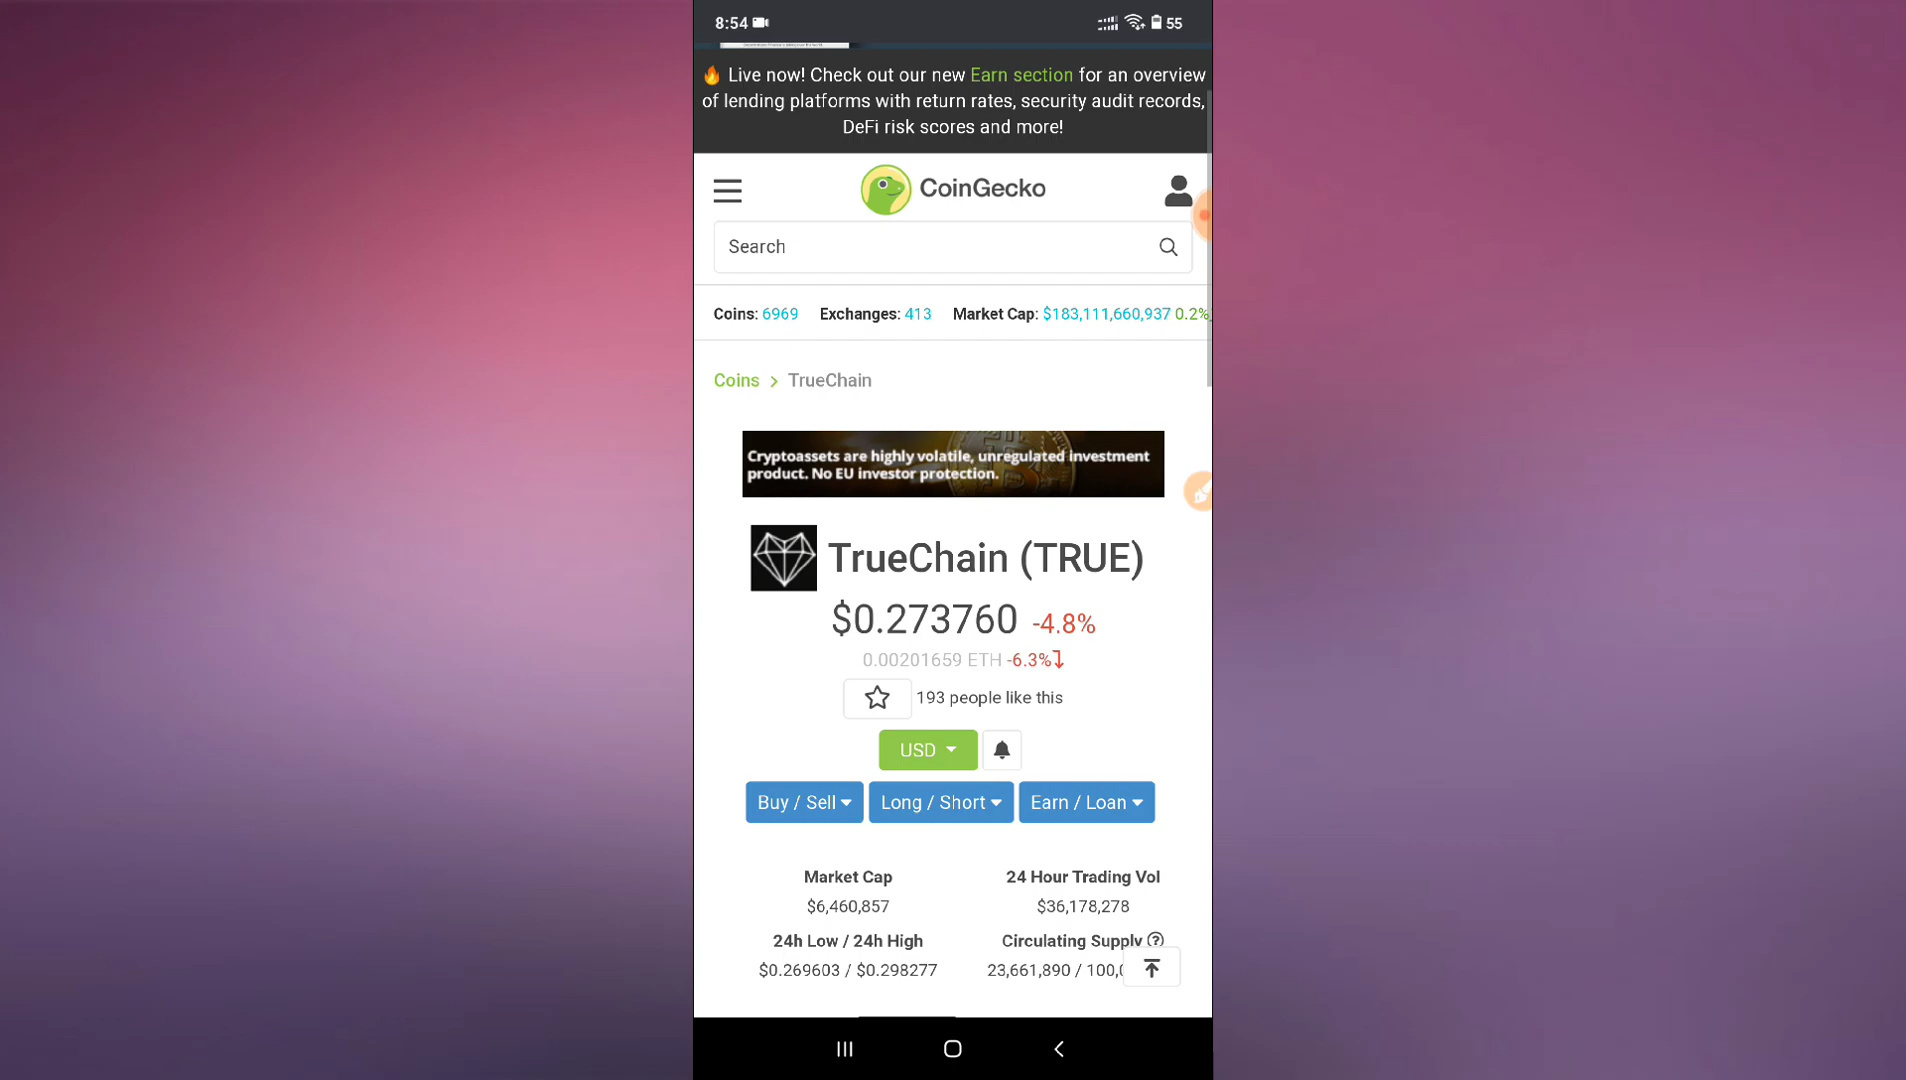 8:54
55
🔥 Live now! Check out our new Earn section for an overview
of lending platforms with return rates, security audit records,
DeFi risk scores and more!
CoinGecko
Search
Coins: 6969 Exchanges: 413 Market Cap: $183,111,660,937 0.2%
Coins > TrueChain
Cryptoassets are highly volatile, unregulated investment
product. No EU investor protection.
TrueChain (TRUE)
$0.273760 -4.8%
0.00201659 ETH -6.3%
193 people like this
USD
Buy / Sell Long / Short Earn / Loan
Market Cap 24 Hour Trading Vol
$6,460,857 $36,178,278
24h Low / 24h High Circulating Supply ?
$0.269603 / $0.298277 23,661,890 / 100,